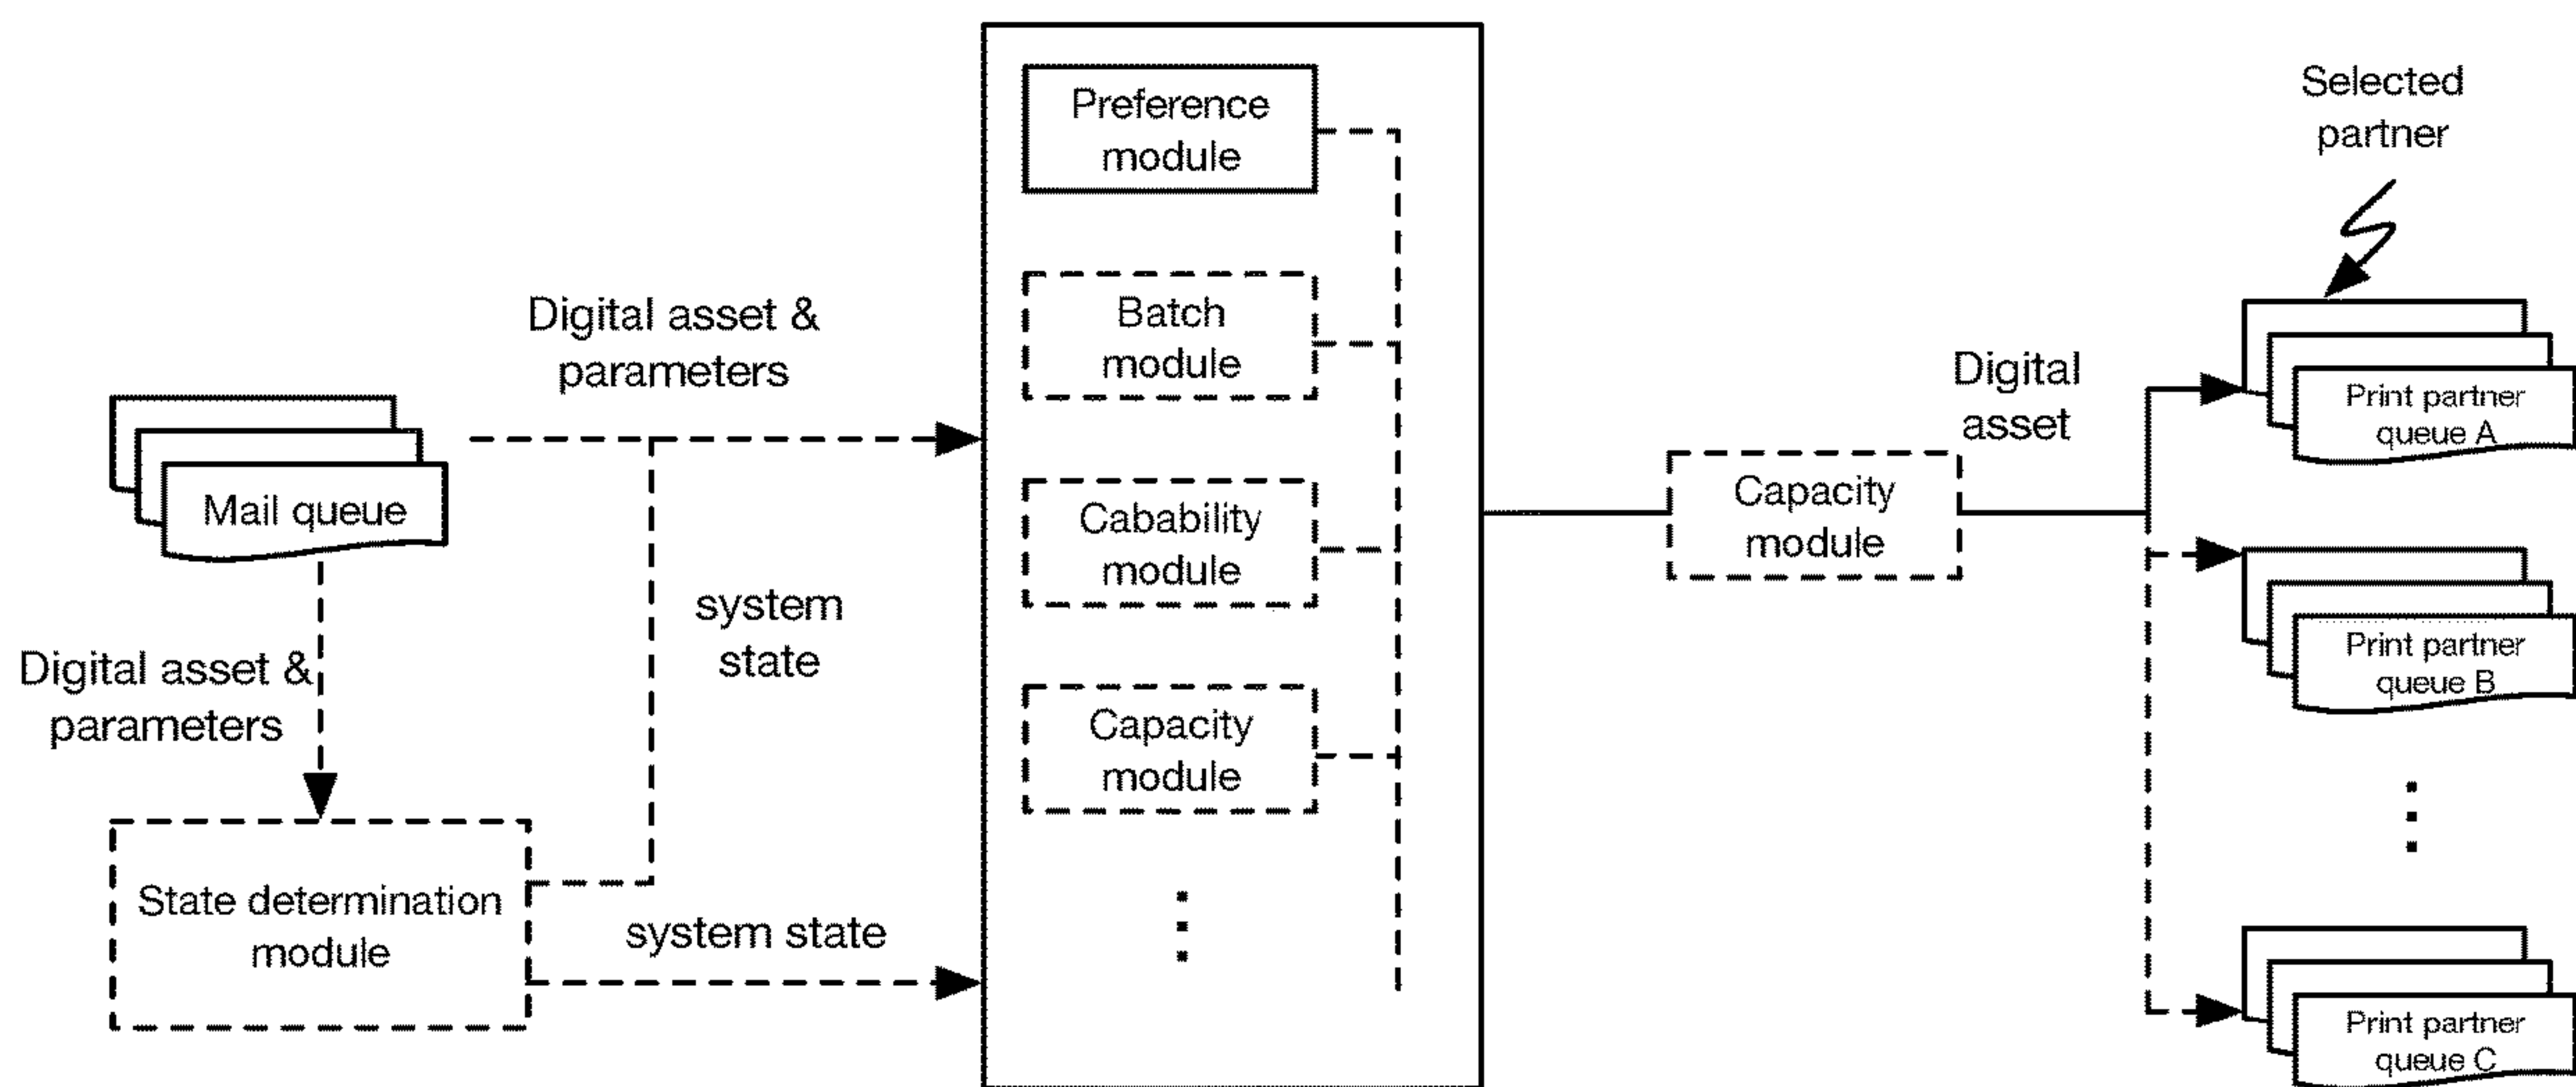 Preference
module
Selected
partner
Digital asset &
parameters
Batch
module
Digital
asset
Print partner
queue A
Mail queue
Cabability
module
Capacity
module
system
state
Digital asset &
parameters
Print partner
queue B
Capacity
module
State determination
module
system state
Print partner
queue C